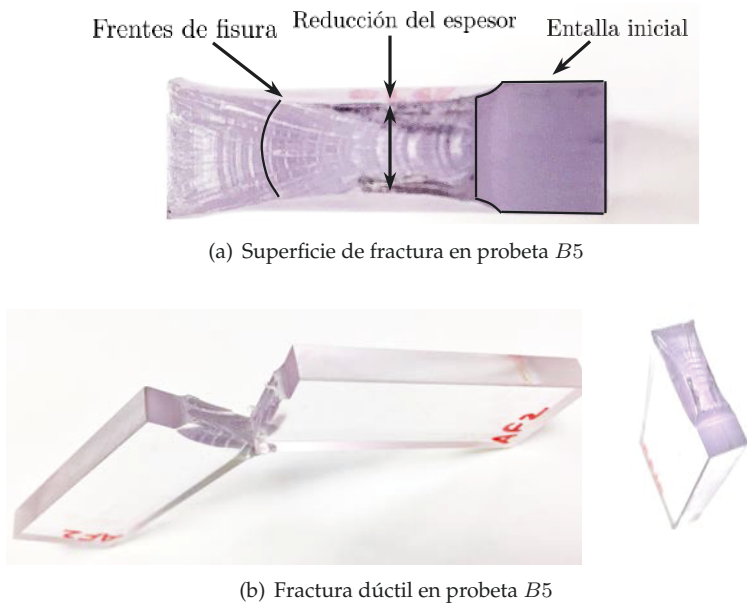 Frentes de fisura
Reducción del espesor
Entalla inicial
(a) Superficie de fractura en probeta B5
AF2
AF2
(b) Fractura dúctil en probeta B5